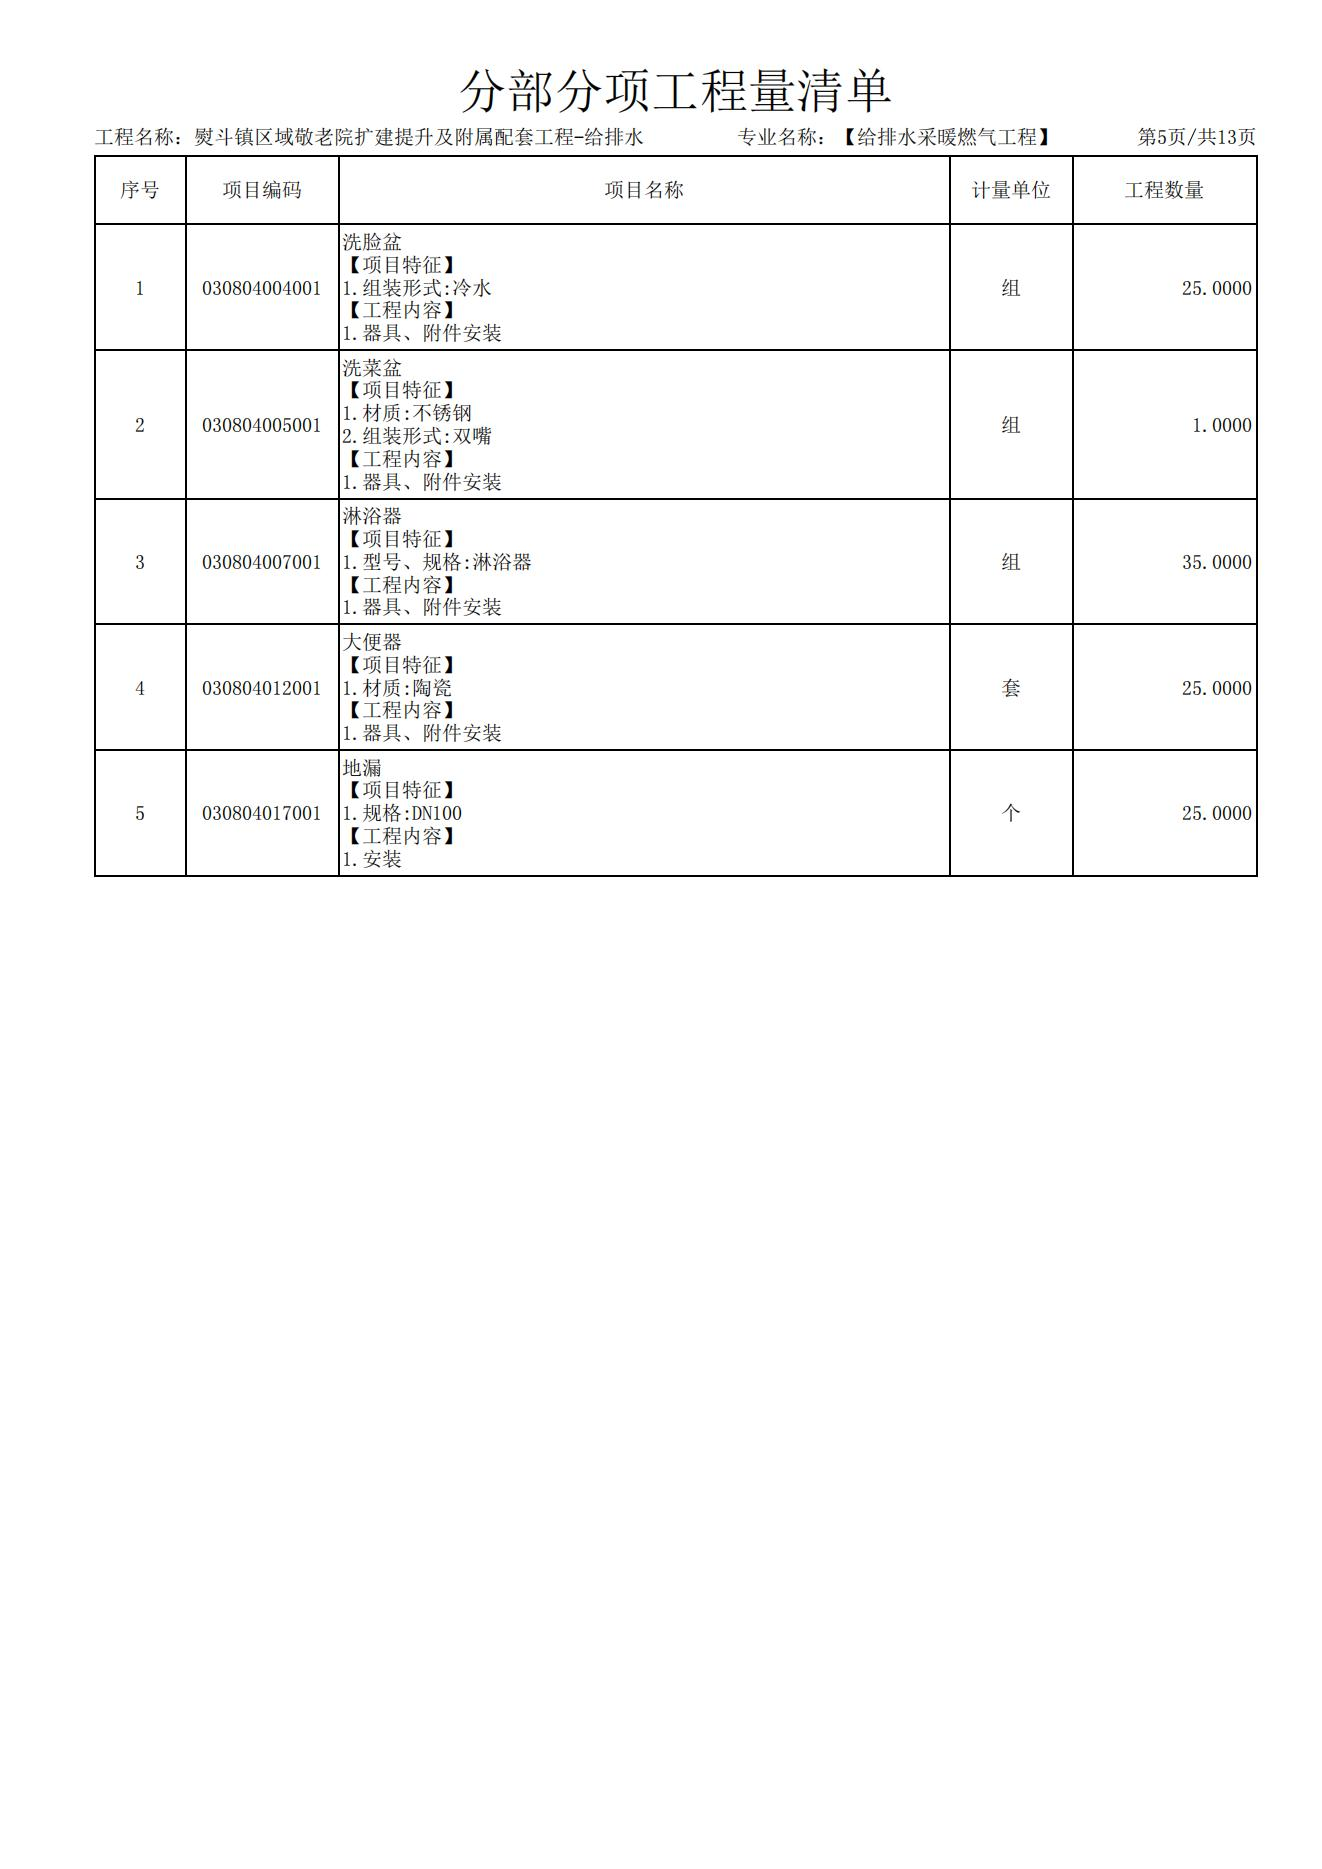 分部分项工程量清单
工程名称：熨斗镇区域敬老院扩建提升及附属配套工程-给排水 专业名称：【给排水采暖燃气工程】 第5页/共13页
序号 项目编码 项目名称 计量单位 工程数量
洗脸盆
【项目特征】
1 030804004001 1.组装形式:冷水 组 25.0000
【工程内容】
1.器具、附件安装
洗菜盆
【项目特征】
1.材质:不锈钢
2 030804005001 2.组装形式:双嘴 组 1.0000
【工程内容】
1.器具、附件安装
淋浴器
【项目特征】
3 030804007001 1.型号、规格:淋浴器 组 35.0000
【工程内容】
1.器具、附件安装
大便器
【项目特征】
4 030804012001 1.材质:陶瓷 套 25.0000
【工程内容】
1.器具、附件安装
地漏
【项目特征】
5 030804017001 1.规格:DN100 个 25.0000
【工程内容】
1.安装